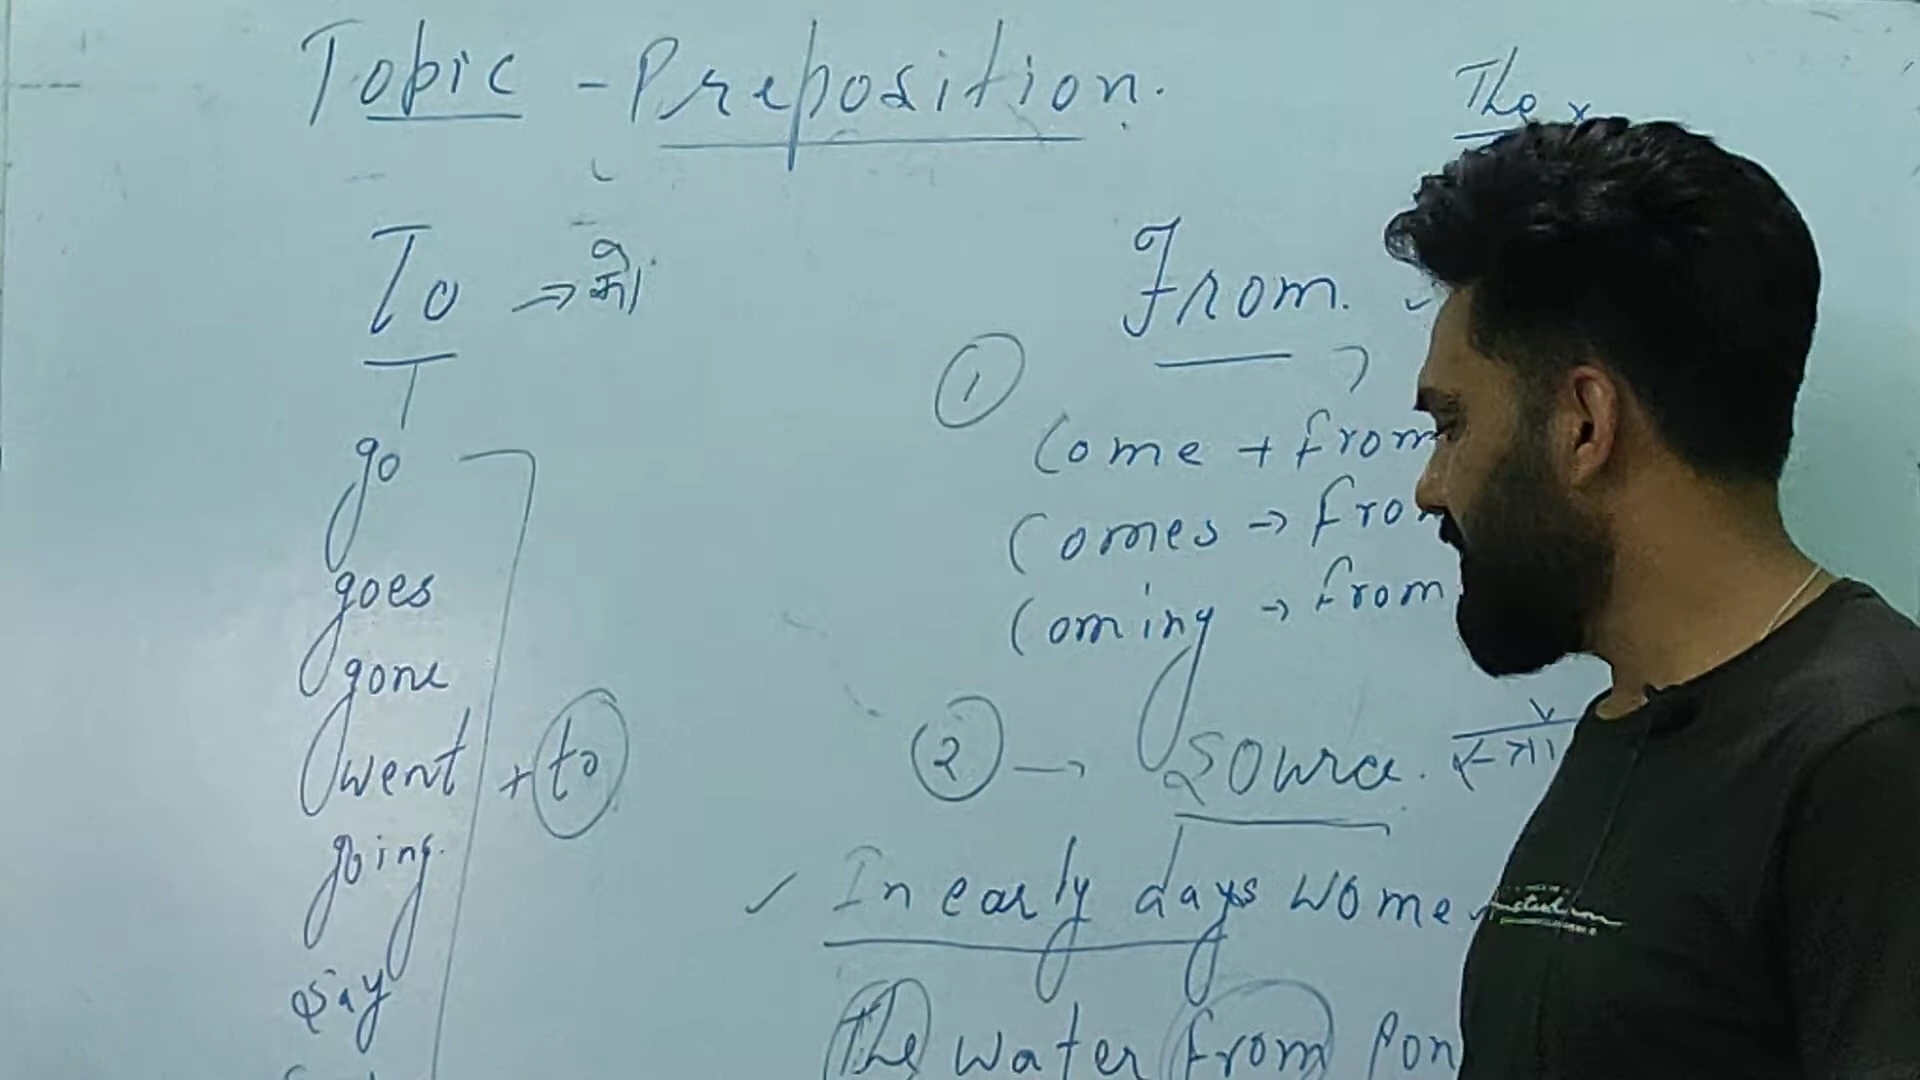 Topic - Preposition.
The
To → को
From.
go
goes
gone
went + to
going.
say
①
Come + from
Comes → from
Coming → from
② → Source.
✓ In early days wome
The water from Pon